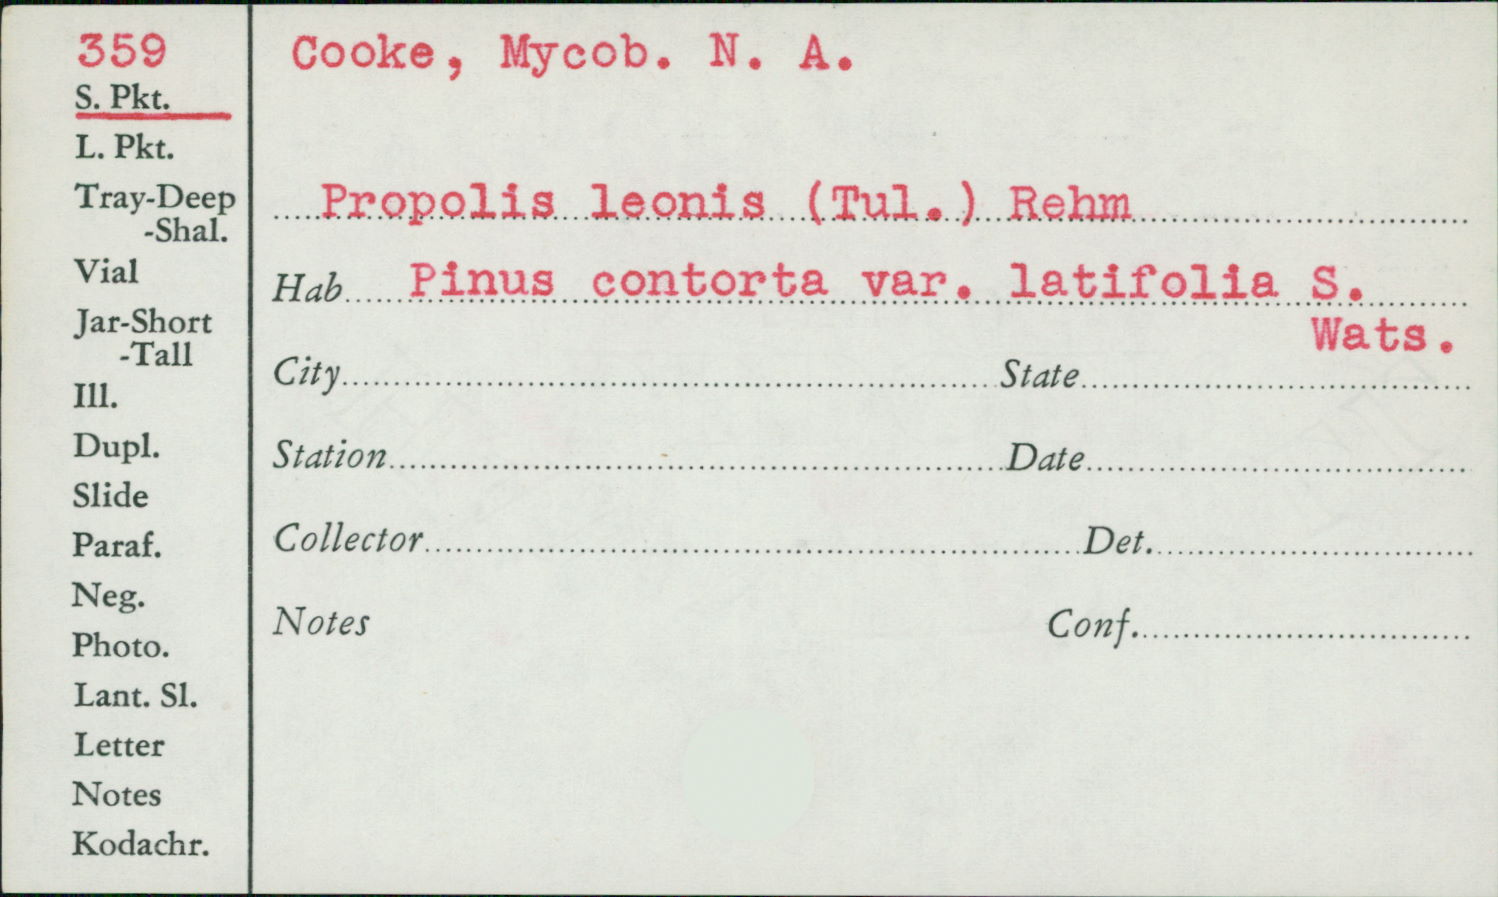 359
S. Pkt.
L. Pkt.
Tray-Deep
-Shal.
Vial
Jar-Short
-Tall
Ill.
Dupl.
Slide
Paraf.
Neg.
Photo.
Lant. Sl.
Letter
Notes
Kodachr.
Cooke, Mycob. N. A.
Propolis leonis (Tul.) Rehm
Hab Pinus contorta var. latifolia S.
Wats.
City State
Station Date
Collector Det.
Notes Conf.